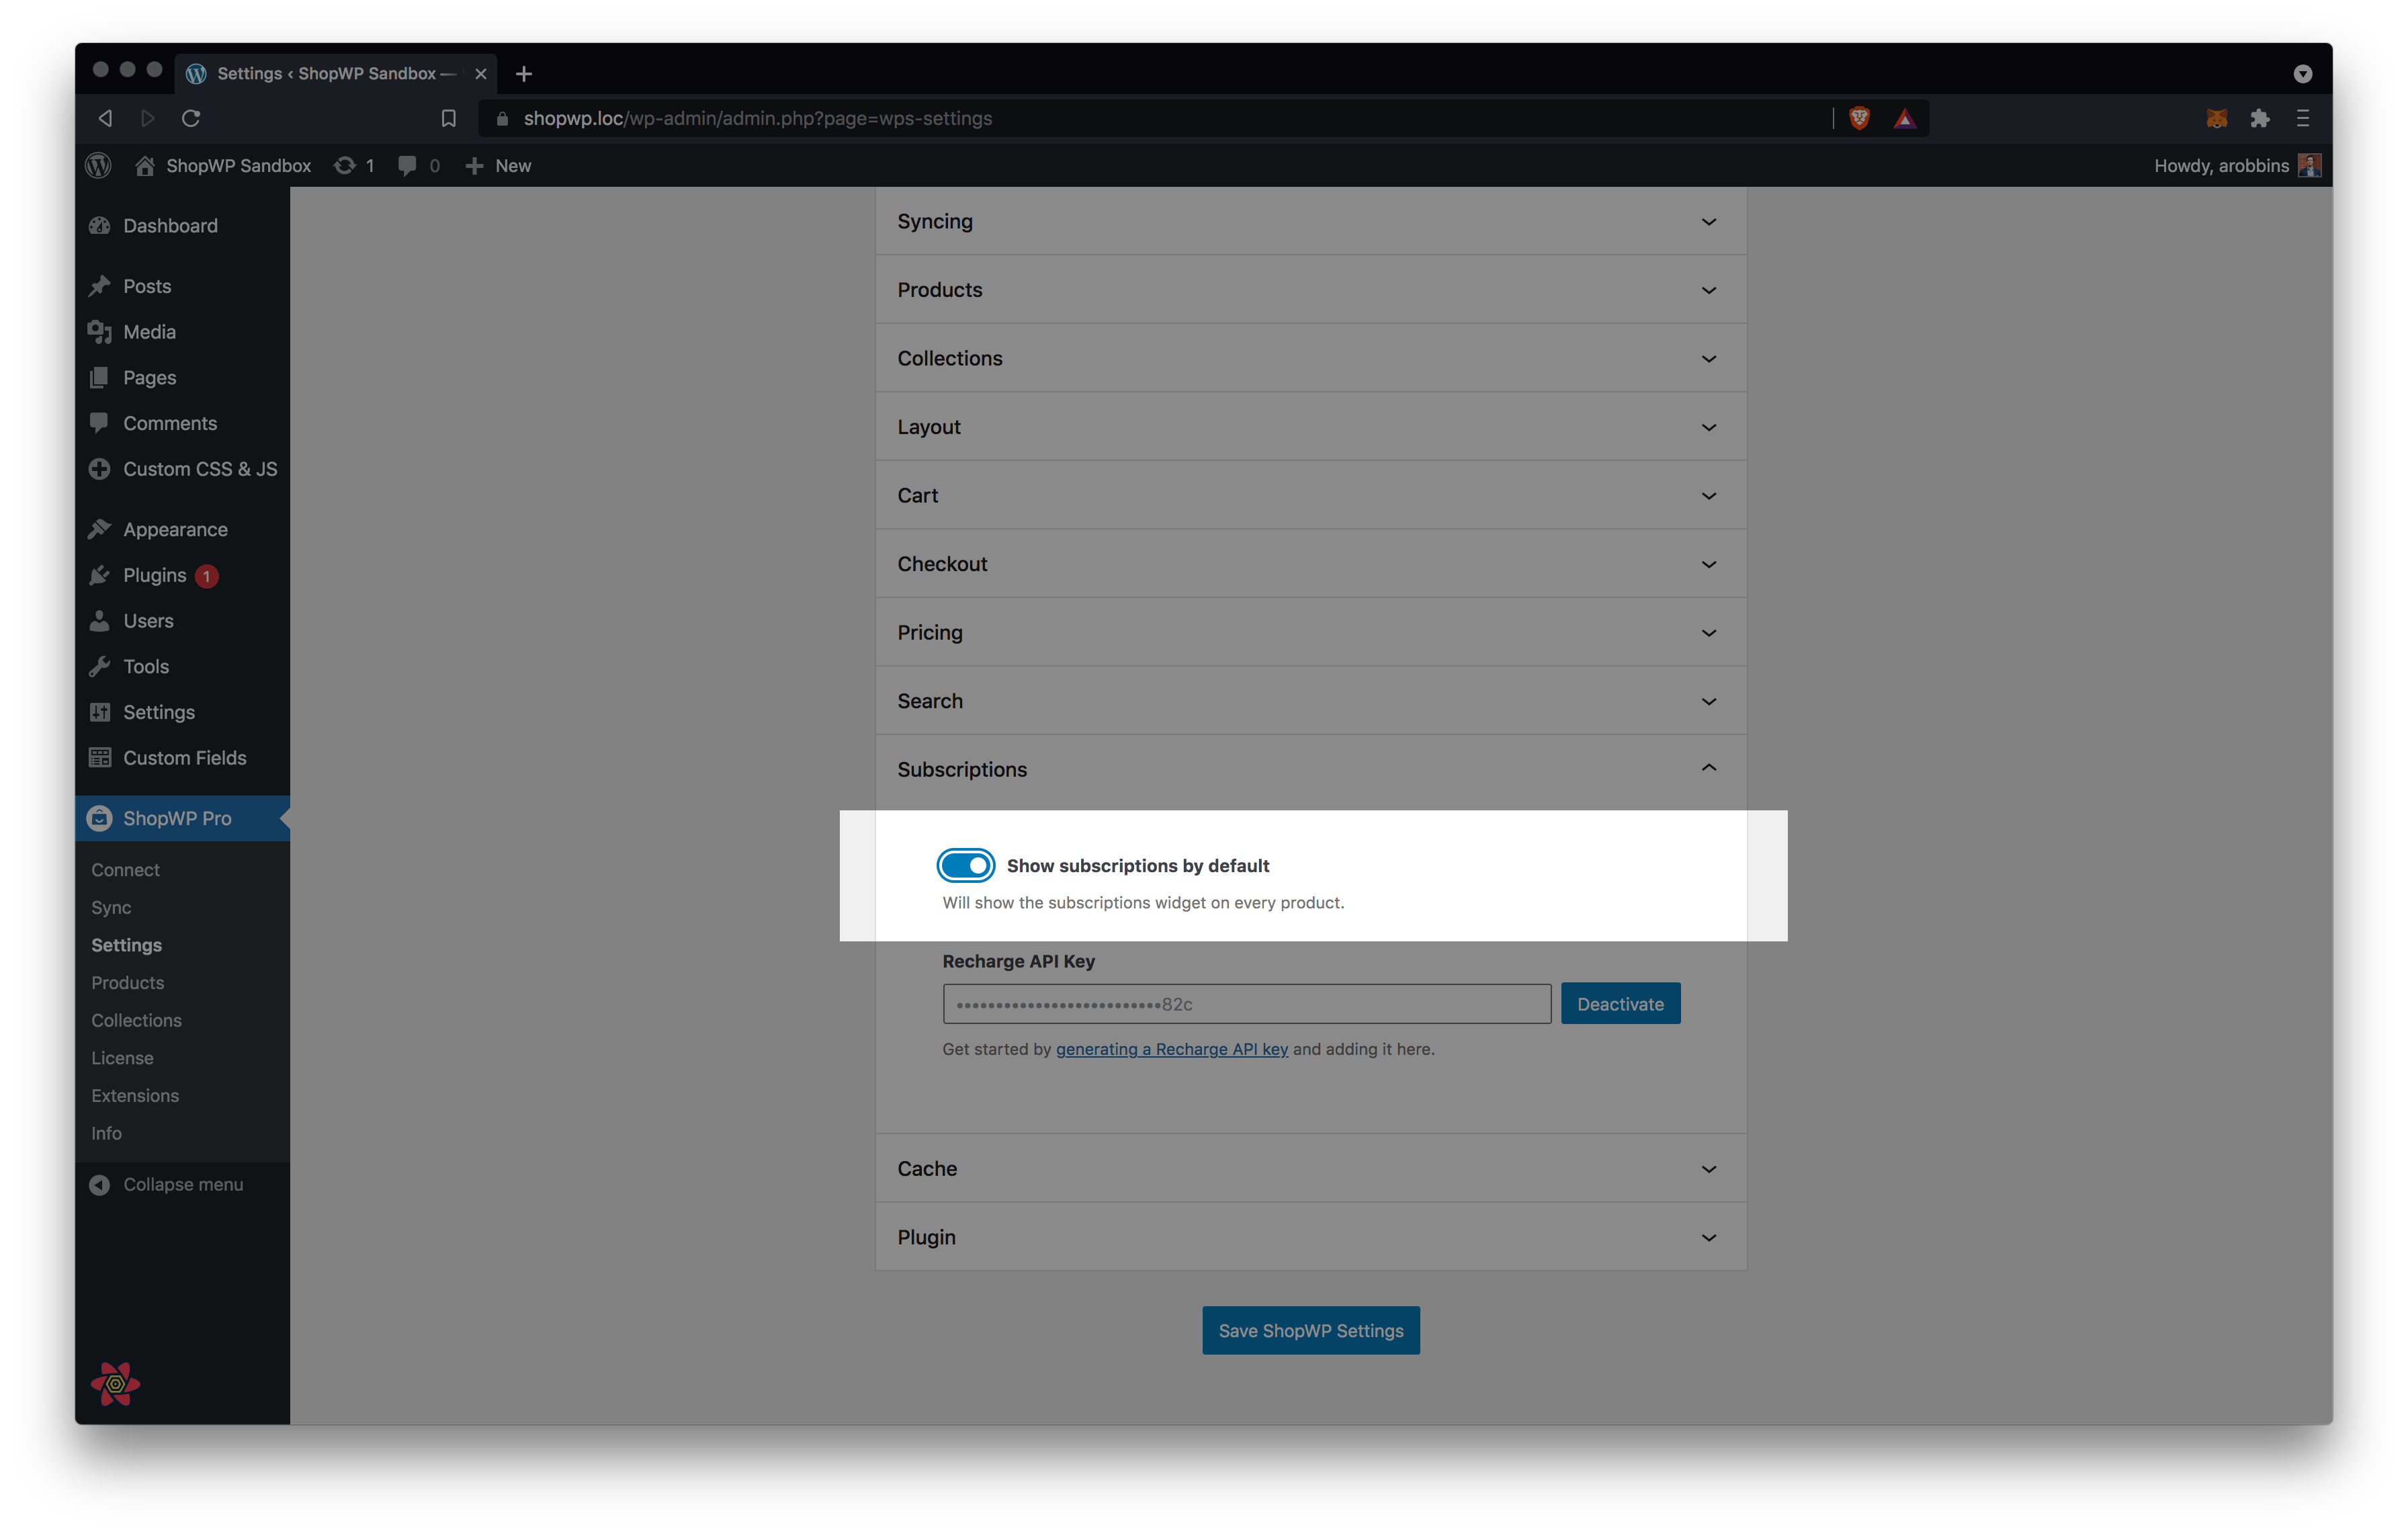 Settings ‹ ShopWP Sandbox —
shopwp.loc/wp-admin/admin.php?page=wps-settings
ShopWP Sandbox 1 0 New
Howdy, arobbins
Dashboard
Posts
Media
Pages
Comments
Custom CSS & JS
Appearance
Plugins 1
Users
Tools
Settings
Custom Fields
ShopWP Pro
Connect
Sync
Settings
Products
Collections
License
Extensions
Info
Collapse menu
Syncing
Products
Collections
Layout
Cart
Checkout
Pricing
Search
Subscriptions
Show subscriptions by default
Will show the subscriptions widget on every product.
Recharge API Key
••••••••••••••••••••••••••82c
Deactivate
Get started by generating a Recharge API key and adding it here.
Cache
Plugin
Save ShopWP Settings